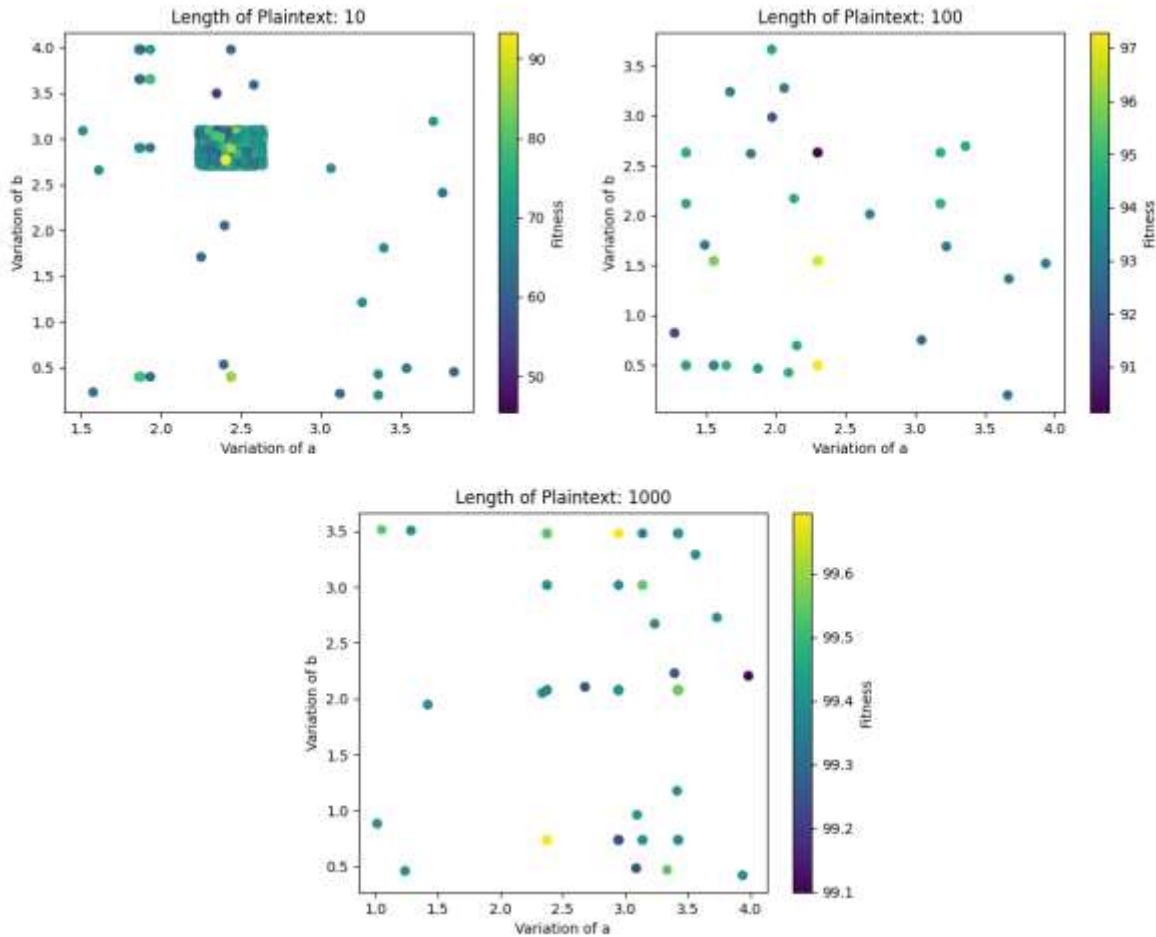 Length of Plaintext: 10
4.0
3.5
3.0
2.5
2.0
1.5
1.0
0.5
Variation of b
1.5 2.0 2.5 3.0 3.5
Variation of a
90
80
70
60
50
Fitness
Length of Plaintext: 100
3.5
3.0
2.5
2.0
1.5
1.0
0.5
Variation of b
1.5 2.0 2.5 3.0 3.5 4.0
Variation of a
97
96
95
94
93
92
91
Fitness
Length of Plaintext: 1000
3.5
3.0
2.5
2.0
1.5
1.0
0.5
Variation of b
1.0 1.5 2.0 2.5 3.0 3.5 4.0
Variation of a
99.6
99.5
99.4
99.3
99.2
99.1
Fitness